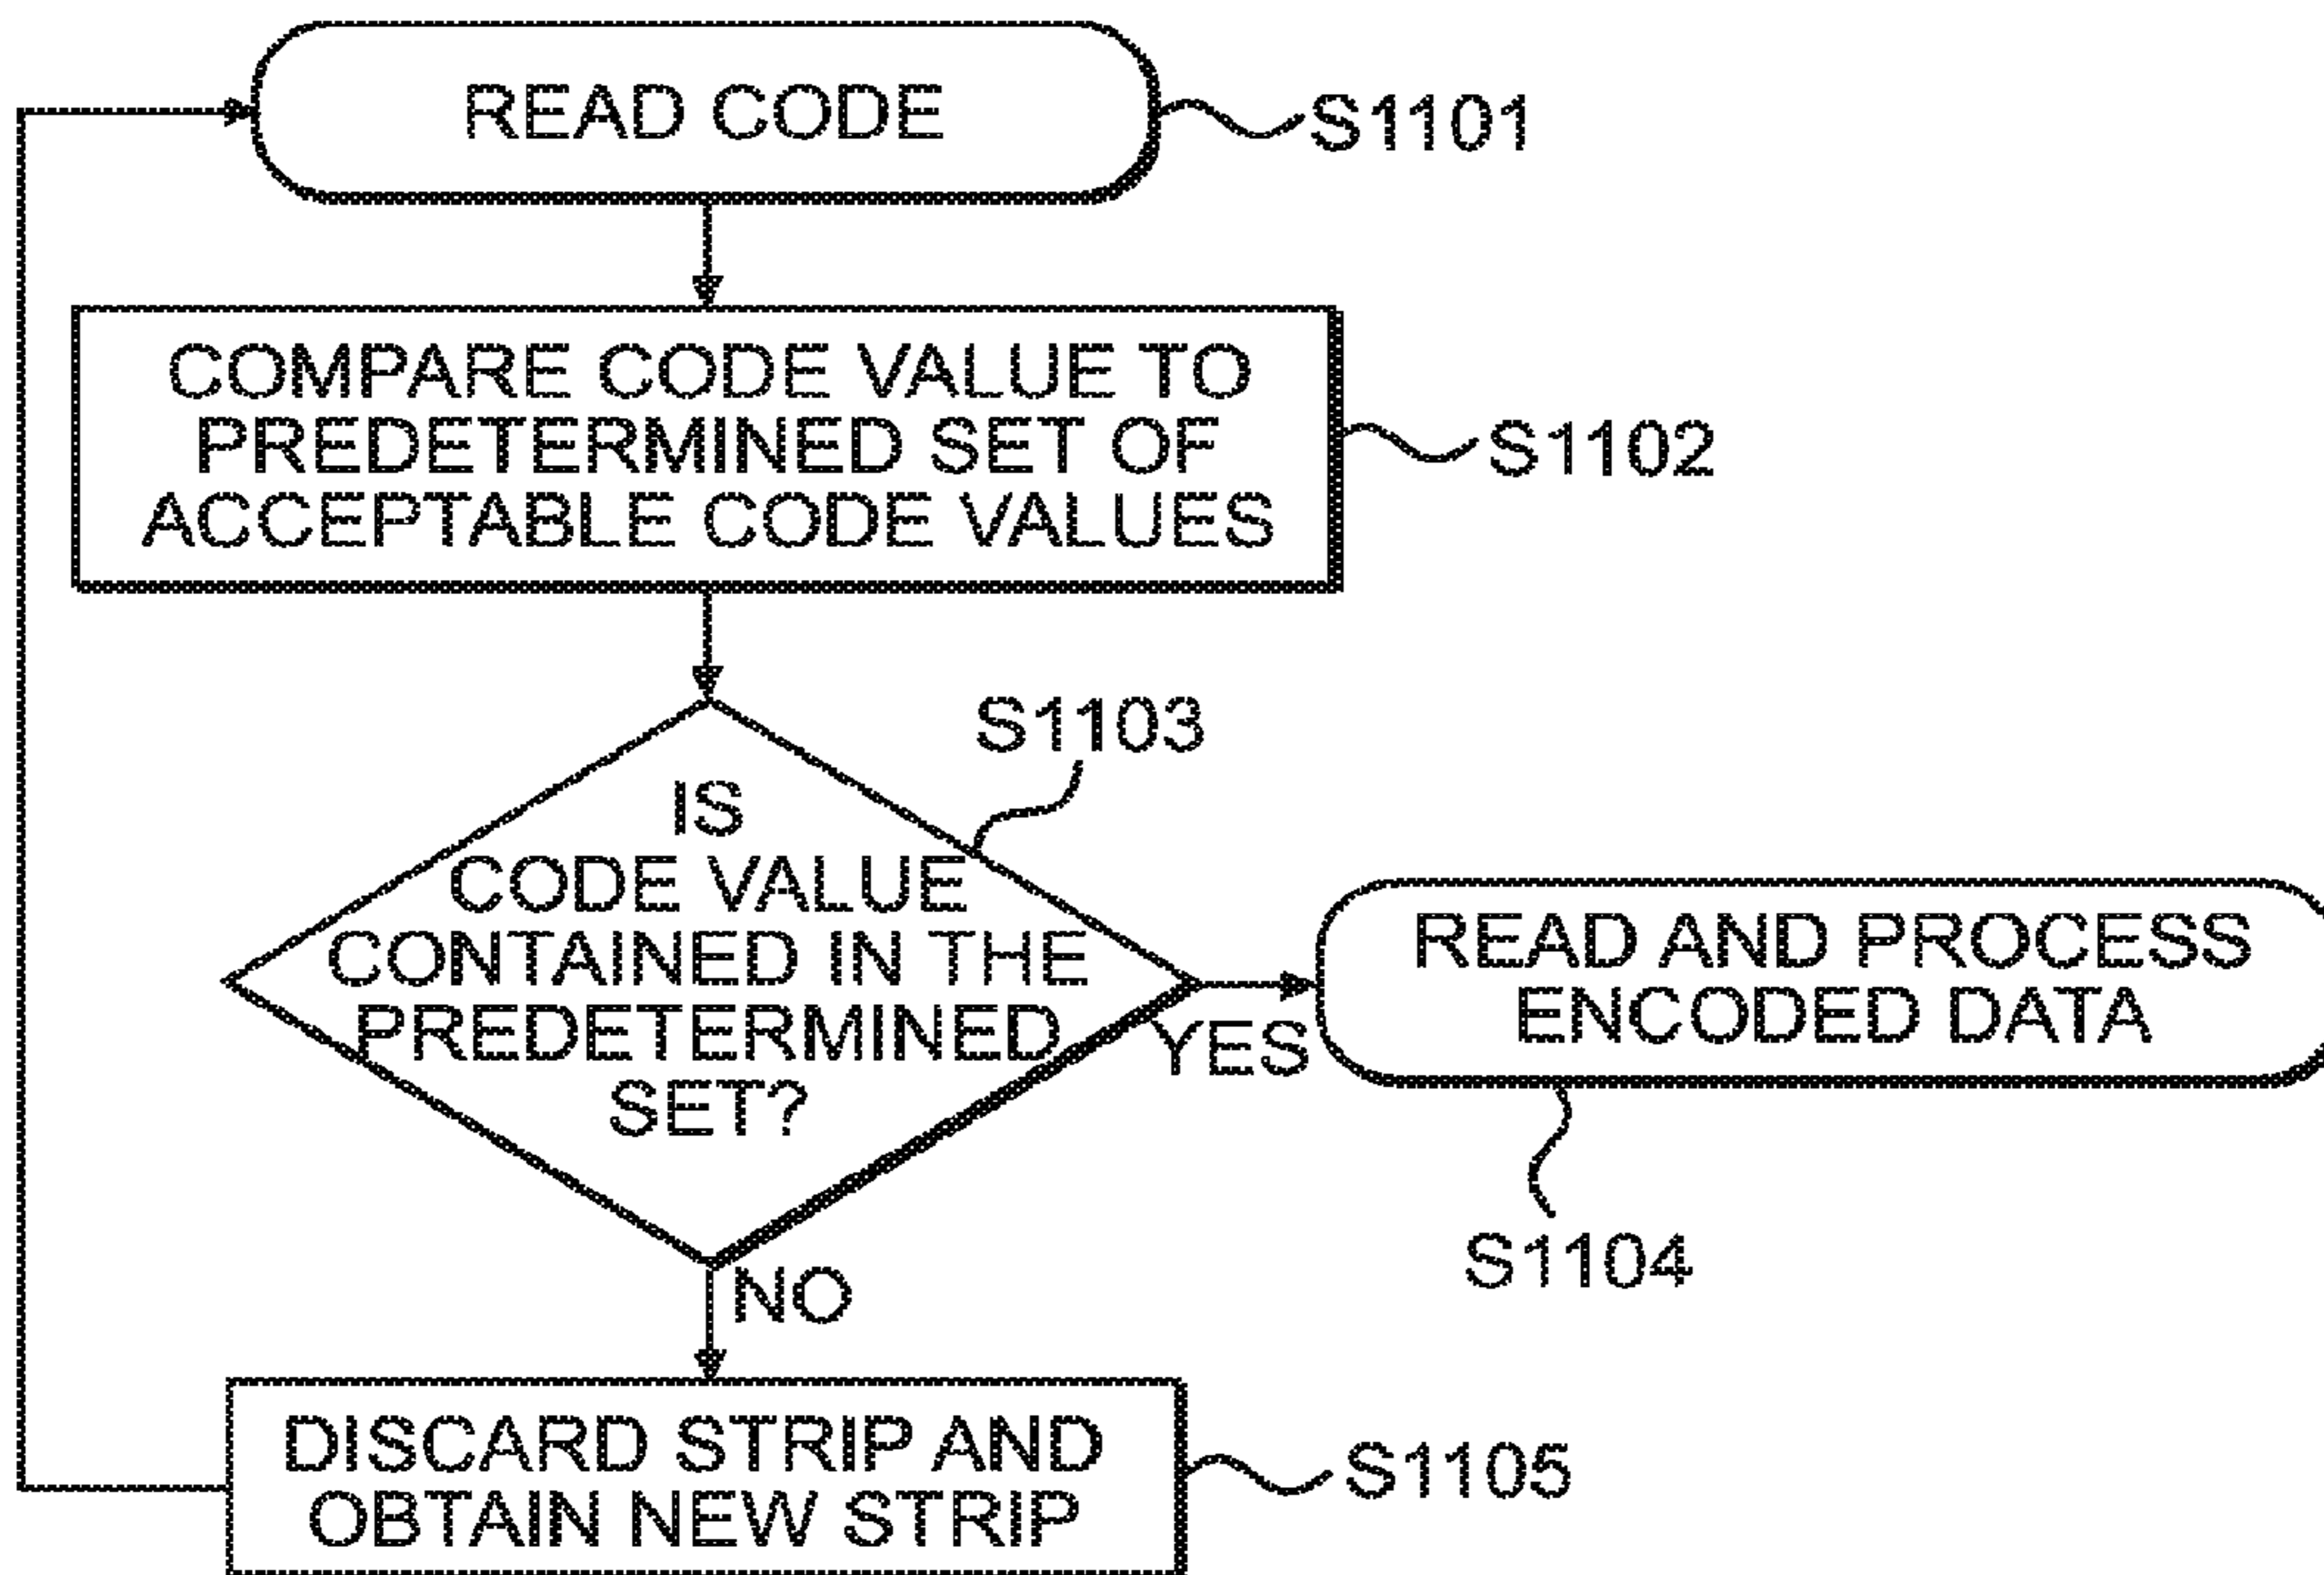 READ CODE
S1101
COMPARE CODE VALUE TO
PREDETERMINED SET OF
ACCEPTABLE CODE VALUES
S1102
S1103
IS
CODE VALUE
CONTAINED IN THE
PREDETERMINED
SET?
YES
READ AND PROCESS
ENCODED DATA
S1104
NO
DISCARD STRIP AND
OBTAIN NEW STRIP
S1105